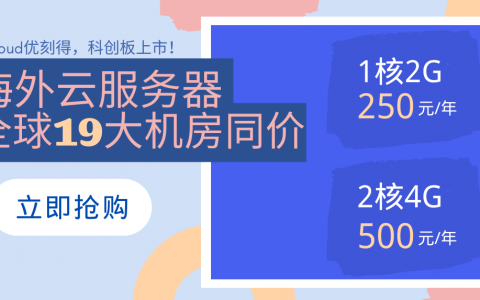 oud优刻得，科创板上市！
海外云服务器
全球19大机房同价
立即抢购
1核2G
250元/年
2核4G
500元/年